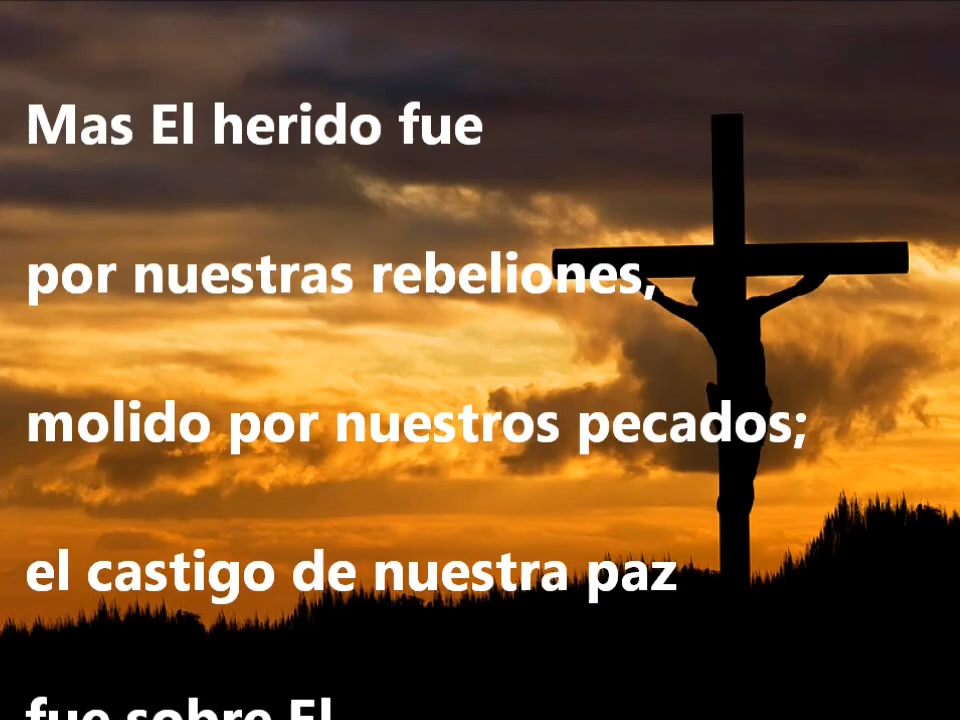 Mas El herido fue
por nuestras rebeliones,
molido por nuestros pecados;
el castigo de nuestra paz
fue sobre El